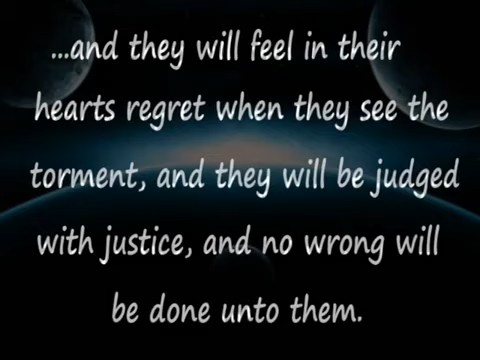 ...and they will feel in their
hearts regret when they see the
torment, and they will be judged
with justice, and no wrong will
be done unto them.